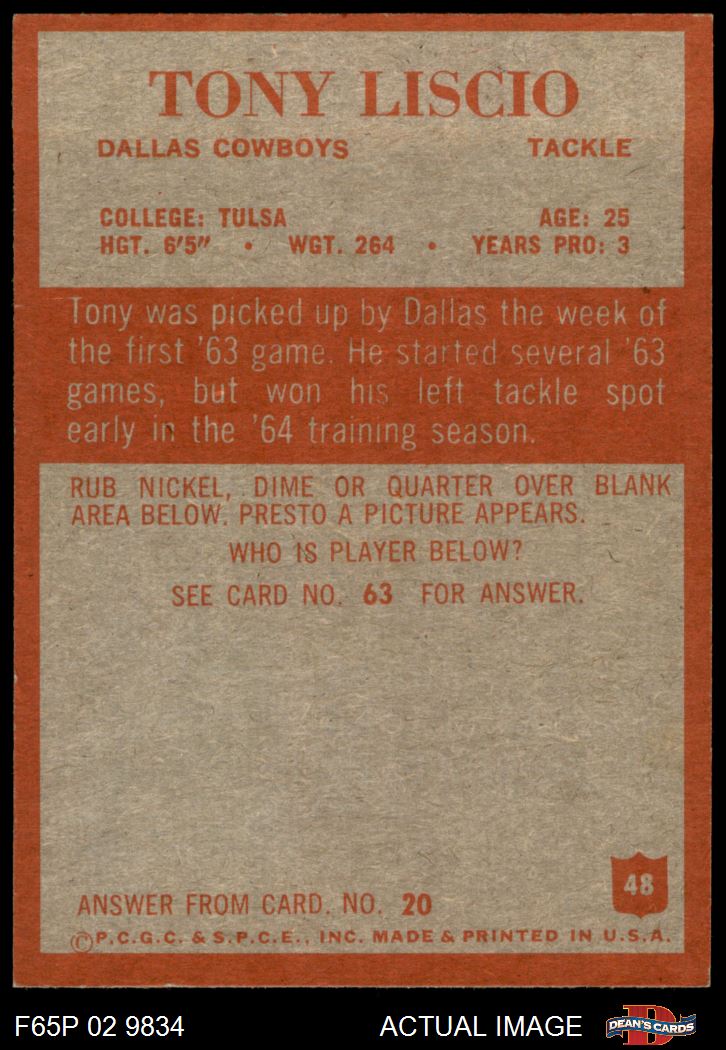 TONY LISCIO
DALLAS COWBOYS TACKLE
COLLEGE: TULSA AGE: 25
HGT. 6'5" • WGT. 264 • YEARS PRO: 3
Tony was picked up by Dallas the week of
the first '63 game. He started several '63
games, but won his left tackle spot
early in the '64 training season.
RUB NICKEL, DIME OR QUARTER OVER BLANK
AREA BELOW. PRESTO A PICTURE APPEARS.
WHO IS PLAYER BELOW?
SEE CARD NO. 63 FOR ANSWER.
48
ANSWER FROM CARD. NO. 20
©P.C.G.C. & S.P.C.E., INC. MADE & PRINTED IN U.S.A.
F65P 02 9834 ACTUAL IMAGE D DEAN'S CARDS